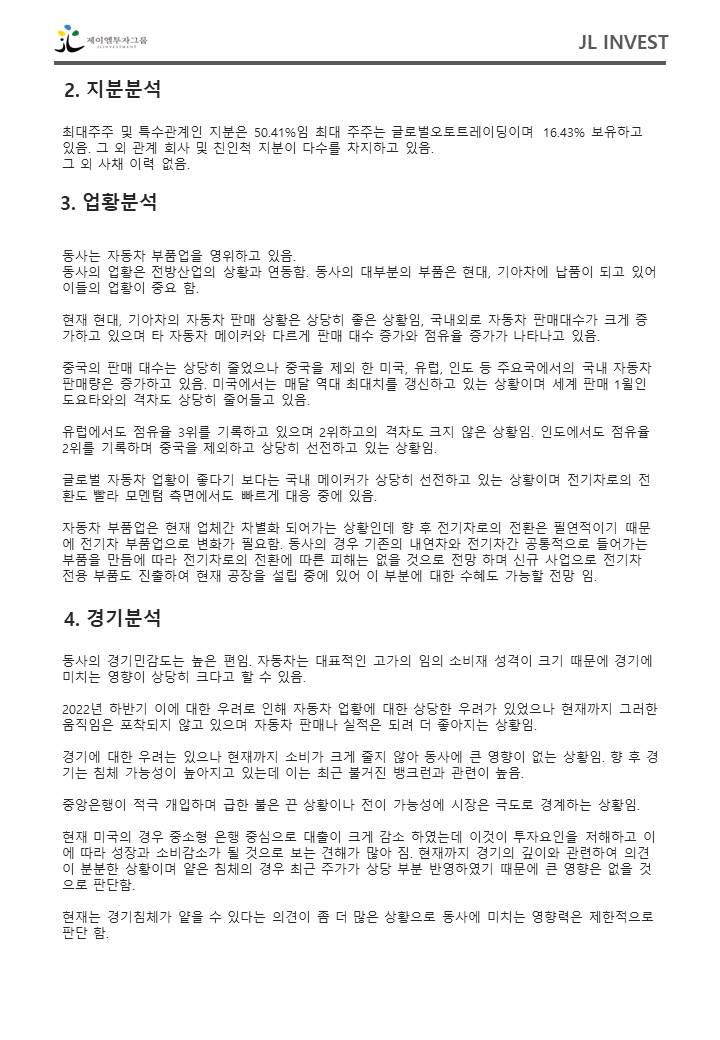 제이엘투자그룹
JLINVESTMENT
JL INVEST
2. 지분분석
최대주주 및 특수관계인 지분은 50.41%임 최대 주주는 글로벌오토트레이딩이며 16.43% 보유하고
있음. 그 외 관계 회사 및 친인척 지분이 다수를 차지하고 있음.
그 외 사채 이력 없음.
3. 업황분석
동사는 자동차 부품업을 영위하고 있음.
동사의 업황은 전방산업의 상황과 연동함. 동사의 대부분의 부품은 현대, 기아차에 납품이 되고 있어
이들의 업황이 중요 함.
현재 현대, 기아차의 자동차 판매 상황은 상당히 좋은 상황임, 국내외로 자동차 판매대수가 크게 증
가하고 있으며 타 자동차 메이커와 다르게 판매 대수 증가와 점유율 증가가 나타나고 있음.
중국의 판매 대수는 상당히 줄었으나 중국을 제외 한 미국, 유럽, 인도 등 주요국에서의 국내 자동차
판매량은 증가하고 있음. 미국에서는 매달 역대 최대치를 갱신하고 있는 상황이며 세계 판매 1윌인
도요타와의 격차도 상당히 줄어들고 있음.
유럽에서도 점유율 3위를 기록하고 있으며 2위하고의 격차도 크지 않은 상황임. 인도에서도 점유율
2위를 기록하며 중국을 제외하고 상당히 선전하고 있는 상황임.
글로벌 자동차 업황이 좋다기 보다는 국내 메이커가 상당히 선전하고 있는 상황이며 전기차로의 전
환도 빨라 모멘텀 측면에서도 빠르게 대응 중에 있음.
자동차 부품업은 현재 업체간 차별화 되어가는 상황인데 향 후 전기차로의 전환은 필연적이기 때문
에 전기차 부품업으로 변화가 필요함. 동사의 경우 기존의 내연차와 전기차간 공통적으로 들어가는
부품을 만듬에 따라 전기차로의 전환에 따른 피해는 없을 것으로 전망 하며 신규 사업으로 전기차
전용 부품도 진출하여 현재 공장을 설립 중에 있어 이 부분에 대한 수혜도 가능할 전망 임.
4. 경기분석
동사의 경기민감도는 높은 편임. 자동차는 대표적인 고가의 임의 소비재 성격이 크기 때문에 경기에
미치는 영향이 상당히 크다고 할 수 있음.
2022년 하반기 이에 대한 우려로 인해 자동차 업황에 대한 상당한 우려가 있었으나 현재까지 그러한
움직임은 포착되지 않고 있으며 자동차 판매나 실적은 되려 더 좋아지는 상황임.
경기에 대한 우려는 있으나 현재까지 소비가 크게 줄지 않아 동사에 큰 영향이 없는 상황임. 향 후 경
기는 침체 가능성이 높아지고 있는데 이는 최근 불거진 뱅크런과 관련이 높음.
중앙은행이 적극 개입하며 급한 불은 끈 상황이나 전이 가능성에 시장은 극도로 경계하는 상황임.
현재 미국의 경우 중소형 은행 중심으로 대출이 크게 감소 하였는데 이것이 투자요인을 저해하고 이
에 따라 성장과 소비감소가 될 것으로 보는 견해가 많아 짐. 현재까지 경기의 깊이와 관련하여 의견
이 분분한 상황이며 얕은 침체의 경우 최근 주가가 상당 부분 반영하였기 때문에 큰 영향은 없을 것
으로 판단함.
현재는 경기침체가 얕을 수 있다는 의견이 좀 더 많은 상황으로 동사에 미치는 영향력은 제한적으로
판단 함.